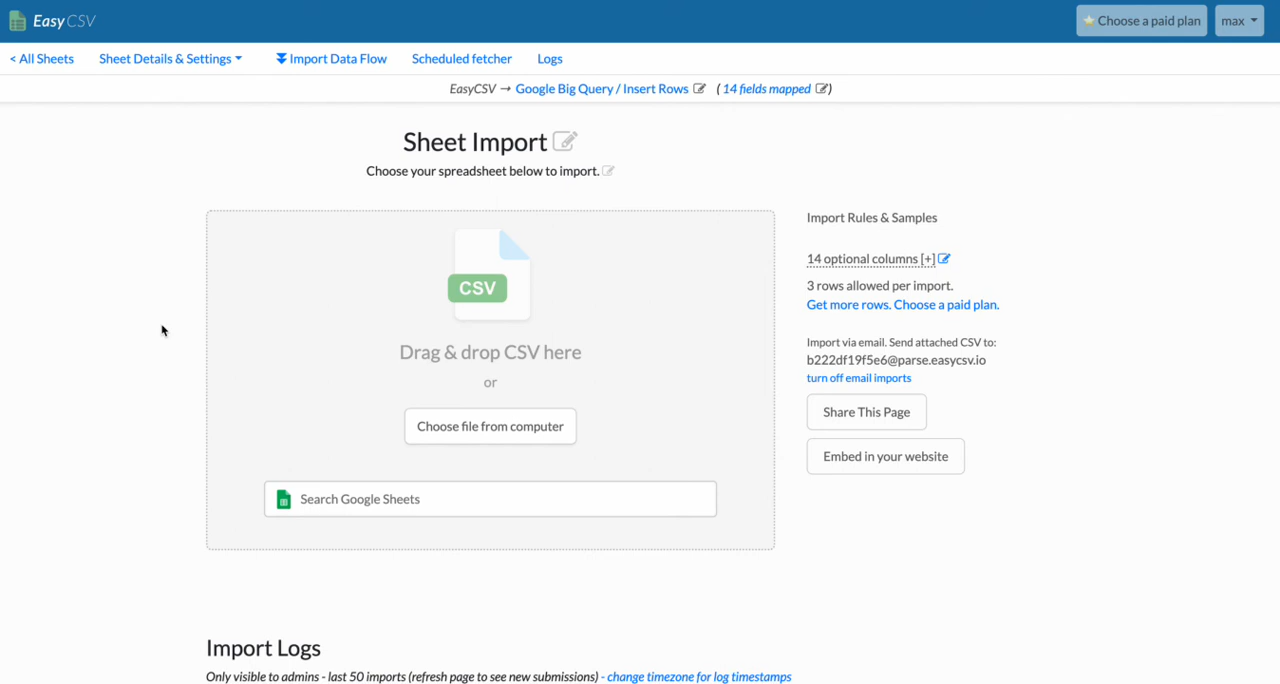 EasyCSV
Choose a paid plan
max
< All Sheets
Sheet Details & Settings
Import Data Flow
Scheduled fetcher
Logs
EasyCSV → Google Big Query / Insert Rows ( 14 fields mapped )
Sheet Import
Choose your spreadsheet below to import.
CSV
Drag & drop CSV here
or
Choose file from computer
Search Google Sheets
Import Rules & Samples
14 optional columns [+]
3 rows allowed per import.
Get more rows. Choose a paid plan.
Import via email. Send attached CSV to:
b222df19f5e6@parse.easycsv.io
turn off email imports
Share This Page
Embed in your website
Import Logs
Only visible to admins - last 50 imports (refresh page to see new submissions) - change timezone for log timestamps